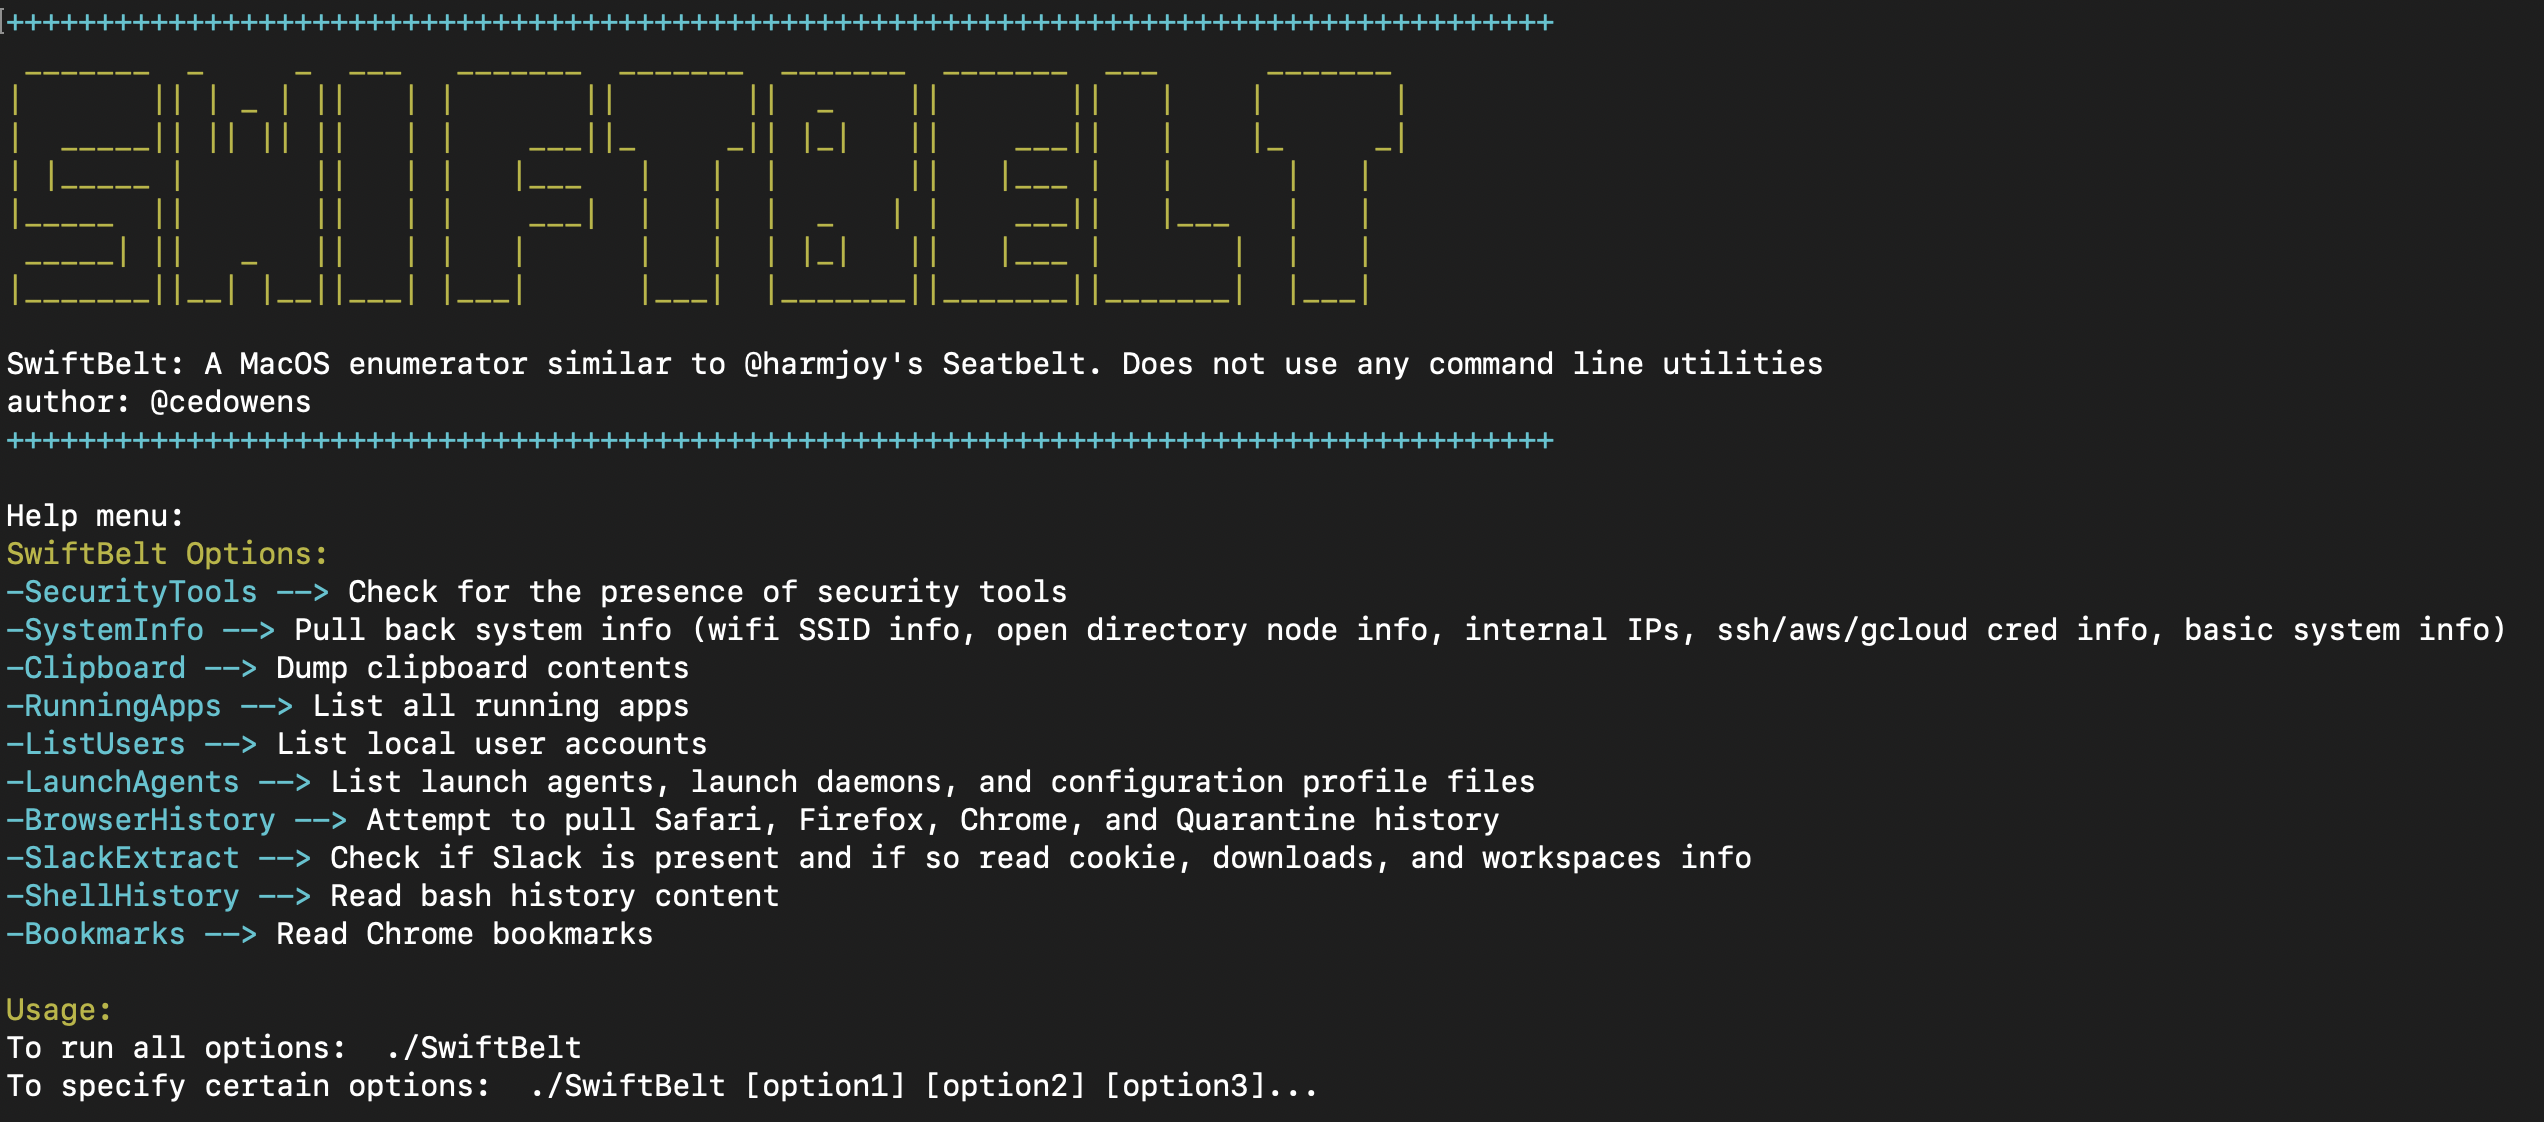 +++++++++++++++++++++++++++++++++++++++++++++++++++++++++++++++++++++++++++++++++++++
SWIFTBELT
SwiftBelt: A MacOS enumerator similar to @harmjoy's Seatbelt. Does not use any command line utilities
author: @cedowens
+++++++++++++++++++++++++++++++++++++++++++++++++++++++++++++++++++++++++++++++++++++
Help menu:
SwiftBelt Options:
-SecurityTools --> Check for the presence of security tools
-SystemInfo --> Pull back system info (wifi SSID info, open directory node info, internal IPs, ssh/aws/gcloud cred info, basic system info)
-Clipboard --> Dump clipboard contents
-RunningApps --> List all running apps
-ListUsers --> List local user accounts
-LaunchAgents --> List launch agents, launch daemons, and configuration profile files
-BrowserHistory --> Attempt to pull Safari, Firefox, Chrome, and Quarantine history
-SlackExtract --> Check if Slack is present and if so read cookie, downloads, and workspaces info
-ShellHistory --> Read bash history content
-Bookmarks --> Read Chrome bookmarks
Usage:
To run all options:  ./SwiftBelt
To specify certain options:  ./SwiftBelt [option1] [option2] [option3]...